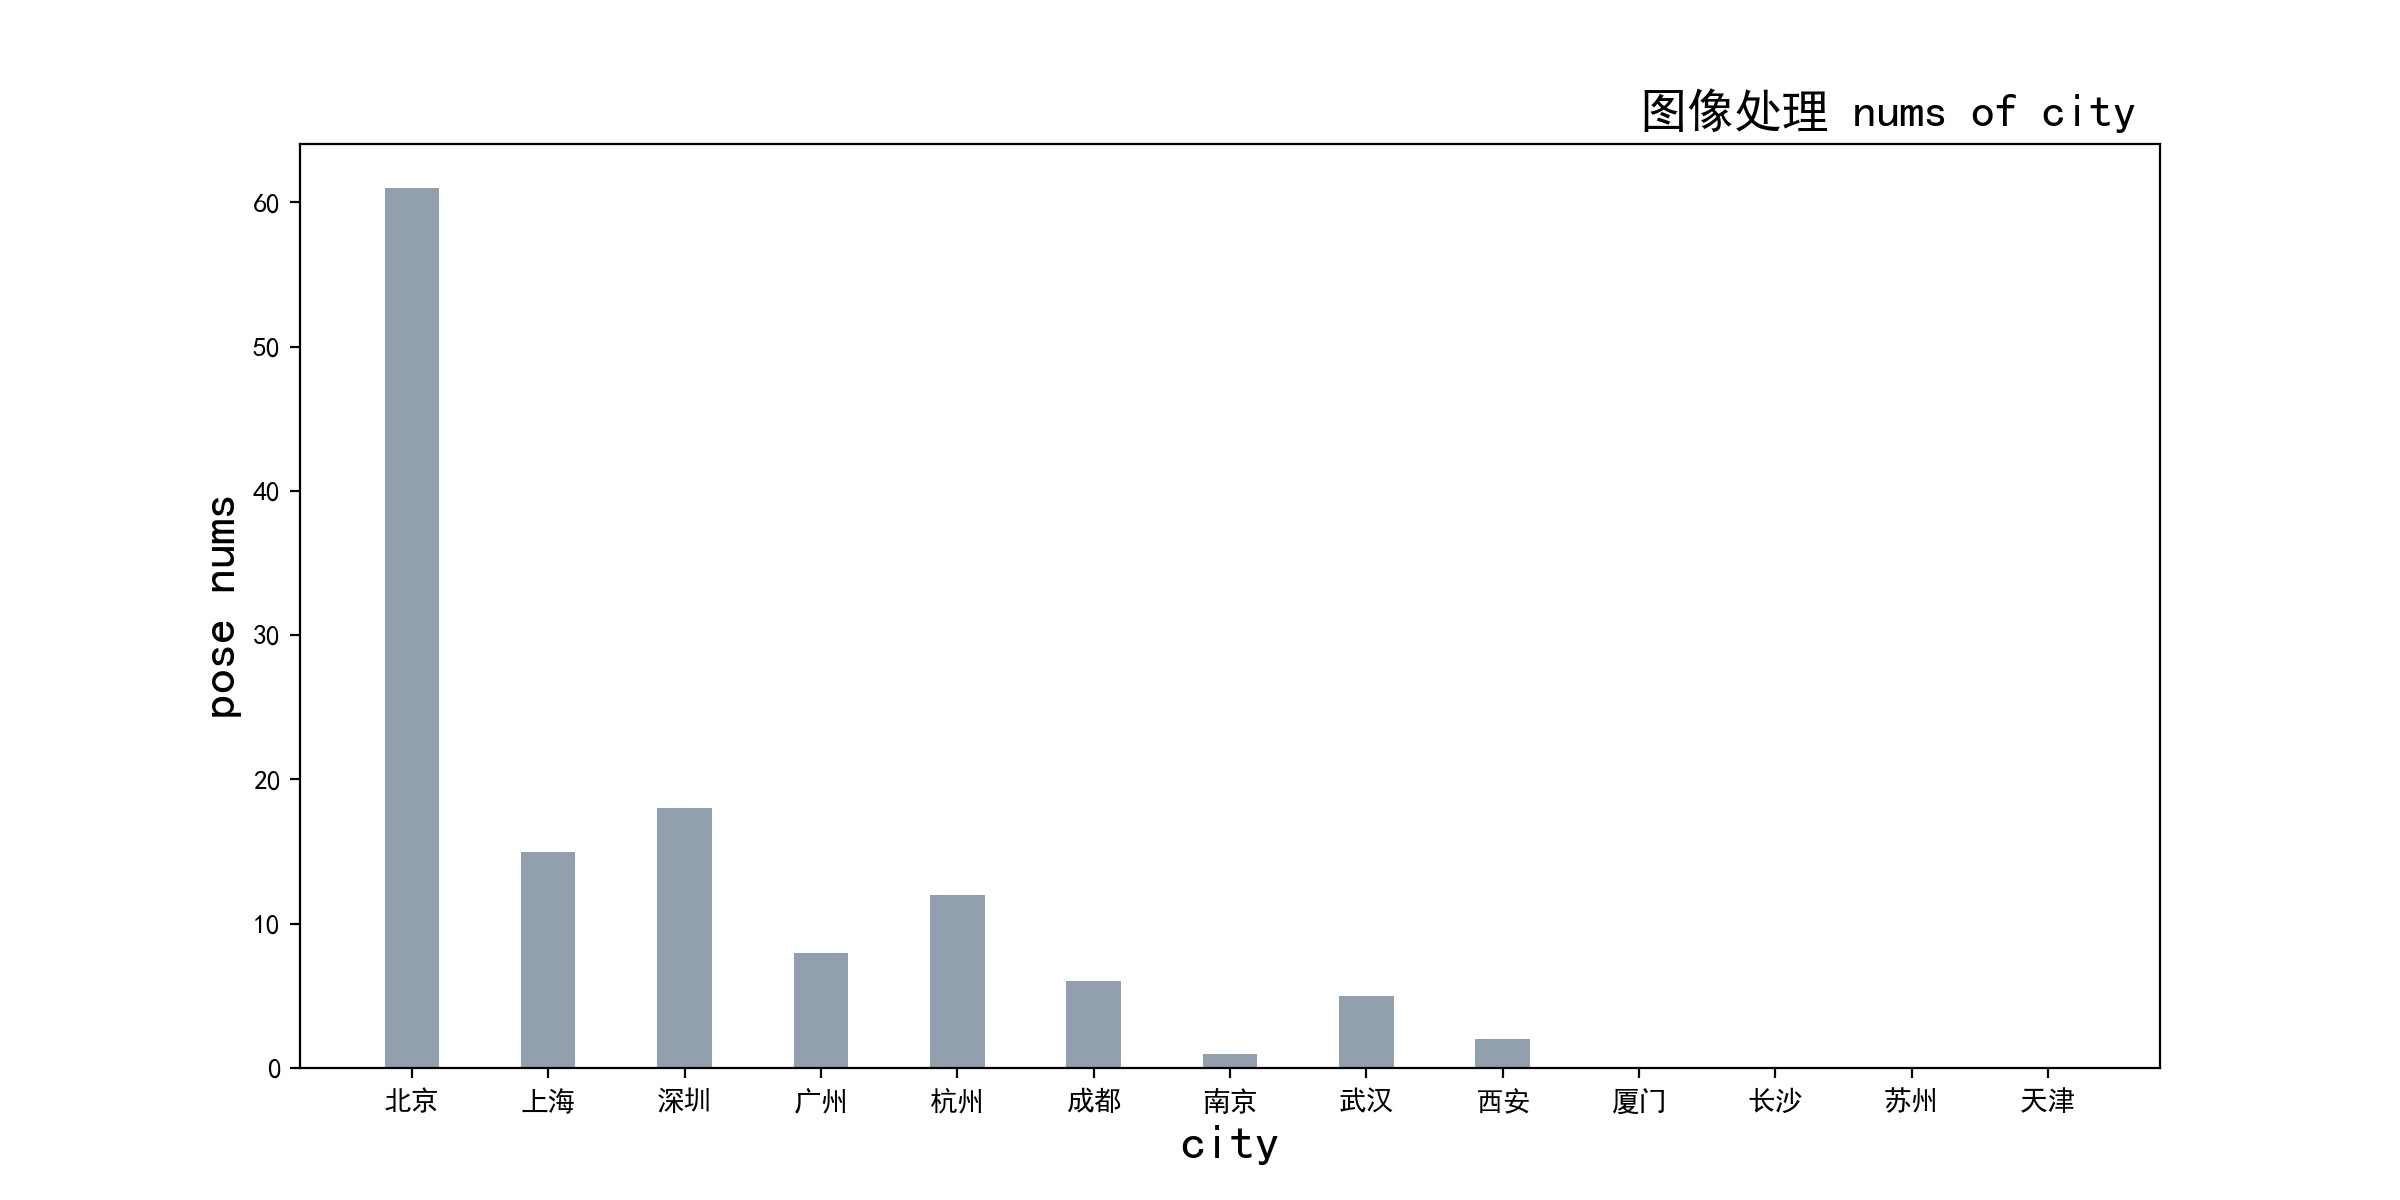 图像处理 nums of city
60
50
40
30
20
10
0
pose nums
北京 上海 深圳 广州 杭州 成都 南京 武汉 西安 厦门 长沙 苏州 天津
city